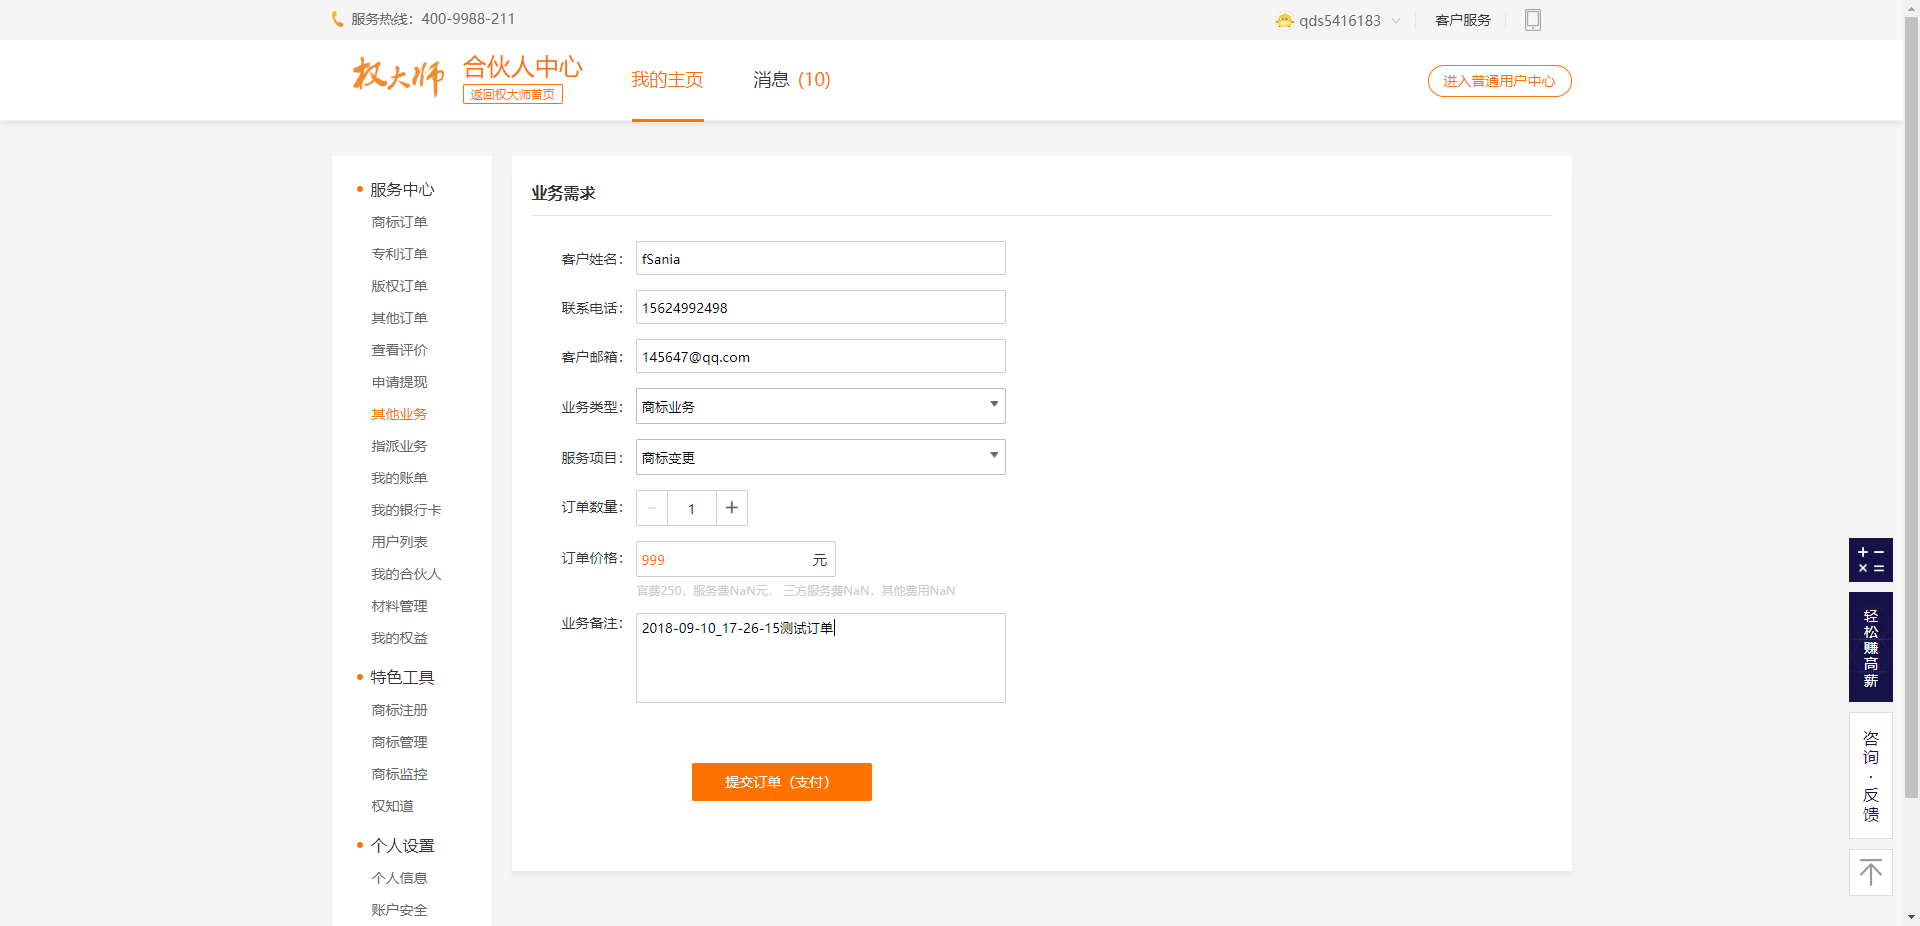 服务热线：400-9988-211
qds5416183
客户服务
权大师
合伙人中心
返回权大师首页
我的主页
消息 (10)
进入普通用户中心
服务中心
商标订单
专利订单
版权订单
其他订单
查看评价
申请提现
其他业务
指派业务
我的账单
我的银行卡
用户列表
我的合伙人
材料管理
我的权益
特色工具
商标注册
商标管理
商标监控
权知道
个人设置
个人信息
账户安全
业务需求
客户姓名： fSania
联系电话： 15624992498
客户邮箱： 145647@qq.com
业务类型： 商标业务
服务项目： 商标变更
订单数量： − 1 +
订单价格： 999 元
官费250，服务费NaN元， 三方服务费NaN，其他费用NaN
业务备注： 2018-09-10_17-26-15测试订单
提交订单（支付）
轻松赚高薪
咨询·反馈